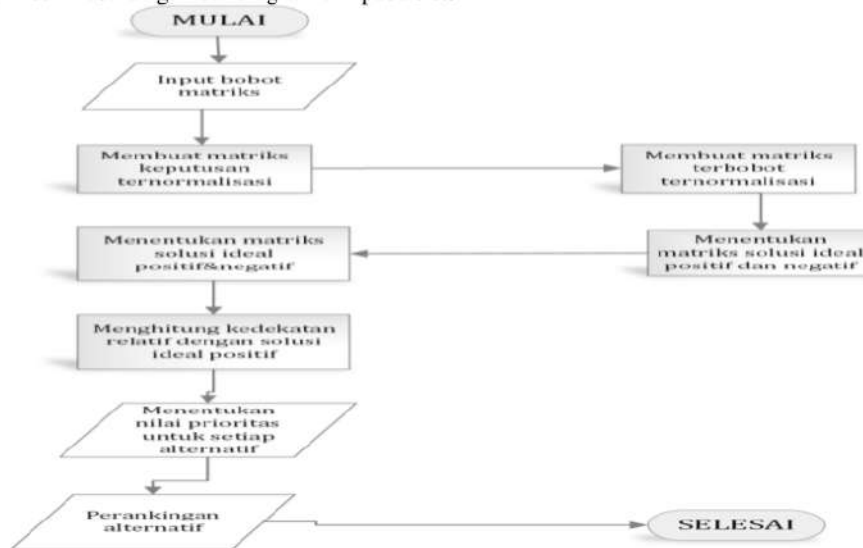 MULAI
Input bobot
matriks
Membuat matriks
keputusan
ternormalisasi
Membuat matriks
terbobot
ternormalisasi
Menentukan
matriks solusi ideal
positif dan negatif
Menentukan matriks
solusi ideal
positif&negatif
Menghitung kedekatan
relatif dengan solusi
ideal positif
Menentukan
nilai prioritas
untuk setiap
alternatif
Perankingan
alternatif
SELESAI